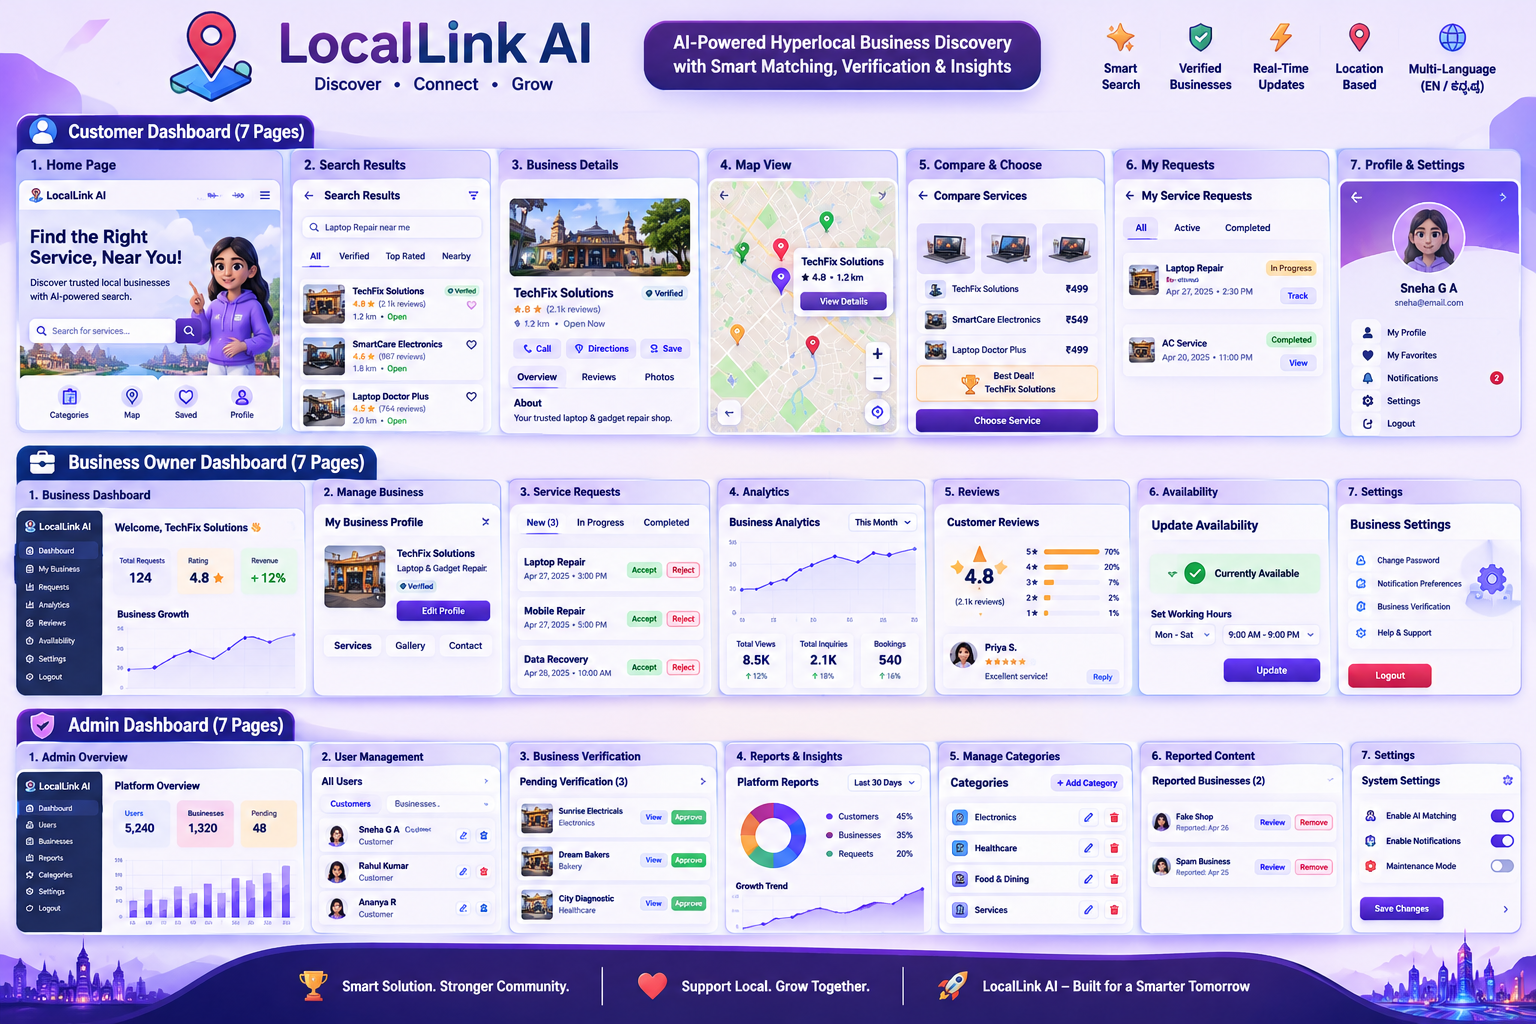 LocalLink AI
Discover • Connect • Grow
AI-Powered Hyperlocal Business Discovery
with Smart Matching, Verification & Insights
Smart
Search
Verified
Businesses
Real-Time
Updates
Location
Based
Multi-Language
(EN /
Customer Dashboard (7 Pages)
1. Home Page
LocalLink AI
Find the Right
Service, Near You!
Discover trusted local businesses
with AI-powered search.
Search for services...
Categories
Map
Saved
Profile
2. Search Results
Search Results
Laptop Repair near me
All Verified Top Rated Nearby
TechFix Solutions Verified
4.8 ★ (2.1k reviews)
1.2 km • Open
SmartCare Electronics
4.6 ★ (987 reviews)
1.8 km • Open
Laptop Doctor Plus
4.5 ★ (764 reviews)
2.0 km • Open
3. Business Details
TechFix Solutions Verified
★.8 ★ (2.1k reviews)
1.2 km • Open Now
Call Directions Save
Overview Reviews Photos
About
Your trusted laptop & gadget repair shop.
4. Map View
TechFix Solutions
★ 4.8 • 1.2 km
View Details
+
−
5. Compare & Choose
Compare Services
TechFix Solutions ₹499
SmartCare Electronics ₹549
Laptop Doctor Plus ₹499
Best Deal!
TechFix Solutions
Choose Service
6. My Requests
My Service Requests
All Active Completed
Laptop Repair In Progress
Apr 27, 2025 • 2:30 PM Track
AC Service Completed
Apr 20, 2025 • 11:00 PM View
7. Profile & Settings
Sneha G A
sneha@email.com
My Profile
My Favorites
Notifications 2
Settings
Logout
Business Owner Dashboard (7 Pages)
1. Business Dashboard
LocalLink AI
Dashboard
My Business
Requests
Analytics
Reviews
Availability
Settings
Logout
Welcome, TechFix Solutions 👋
Total Requests
124
Rating
4.8 ★
Revenue
+ 12%
Business Growth
2. Manage Business
My Business Profile
TechFix Solutions
Laptop & Gadget Repair.
Verified
Edit Profile
Services Gallery Contact
3. Service Requests
New (3) In Progress Completed
Laptop Repair
Apr 27, 2025 • 3:00 PM Accept Reject
Mobile Repair
Apr 27, 2025 • 5:00 PM Accept Reject
Data Recovery
Apr 28, 2025 • 10:00 AM Accept Reject
4. Analytics
Business Analytics This Month
Total Views
8.5K
↑ 12%
Total Inquiries
2.1K
↑ 18%
Bookings
540
↑ 16%
5. Reviews
Customer Reviews
4.8
(2.1k reviews)
5★ 70%
4★ 20%
3★ 7%
2★ 2%
1★ 1%
Priya S.
★★★★★
Excellent service!
Reply
6. Availability
Update Availability
Currently Available
Set Working Hours
Mon - Sat 9:00 AM - 9:00 PM
Update
7. Settings
Business Settings
Change Password
Notification Preferences
Business Verification
Help & Support
Logout
Admin Dashboard (7 Pages)
1. Admin Overview
LocalLink AI
Dashboard
Users
Businesses
Reports
Categories
Settings
Logout
Platform Overview
Users
5,240
Businesses
1,320
Pending
48
2. User Management
All Users
Customers Businesses.
Sneha G A
Customer
Rahul Kumar
Customer
Ananya R
Customer
3. Business Verification
Pending Verification (3)
Sunrise Electricals
Electronics
View Approve
Dream Bakers
Bakery
View Approve
City Diagnostic
Healthcare
View Approve
4. Reports & Insights
Platform Reports Last 30 Days
Customers 45%
Businesses 35%
Requeets 20%
Growth Trend
5. Manage Categories
Categories + Add Category
Electronics
Healthcare
Food & Dining
Services
6. Reported Content
Reported Businesses (2)
Fake Shop
Reported: Apr 26
Review Remove
Spam Business
Reported: Apr 25
Review Remove
7. Settings
System Settings
Enable AI Matching
Enable Notifications
Maintenance Mode
Save Changes
Smart Solution. Stronger Community.
Support Local. Grow Together.
LocalLink AI – Built for a Smarter Tomorrow